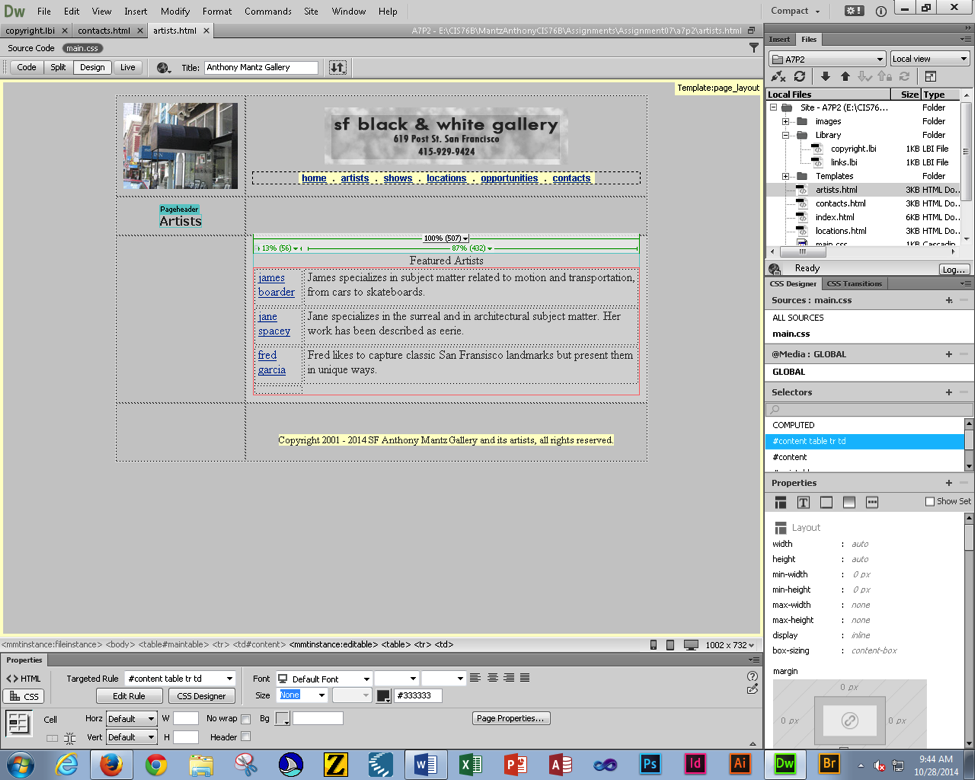 Dw File Edit View Insert Modify Format Commands Site Window Help Compact
copyright.lbi × contacts.html × artists.html × A7P2 - E:\CIS76B\MantzAnthonyCIS76B\Assignments\Assignment07\a7p2\artists.html
Source Code main.css
Code Split Design Live Title: Anthony Mantz Gallery
Template:page_layout
sf black & white gallery
619 Post St. San Francisco
415-929-9424
home . artists . shows . locations . opportunities . contacts
Pageheader
Artists
100% (507)
13% (56) 87% (432)
Featured Artists
james boarder
James specializes in subject matter related to motion and transportation,
from cars to skateboards.
jane spacey
Jane specializes in the surreal and in architectural subject matter. Her
work has been described as eerie.
fred garcia
Fred likes to capture classic San Fransisco landmarks but present them
in unique ways.
Copyright 2001 - 2014 SF Anthony Mantz Gallery and its artists, all rights reserved.
<mmtinstance:fileinstance> <body> <table#maintable> <tr> <td#content> <mmtinstance:editable> <table> <tr> <td> 1002 x 732
Properties
<> HTML Targeted Rule #content table tr td Font Default Font
CSS Edit Rule CSS Designer Size None #333333
Cell Horz Default W No wrap Bg Page Properties...
Vert Default H Header
Insert Files
A7P2 Local view
Local Files Size Type
Site - A7P2 (E:\CIS76... Folder
images Folder
Library Folder
copyright.lbi 1KB LBI File
links.lbi 1KB LBI File
Templates Folder
artists.html 3KB HTML Do...
contacts.html 3KB HTML Do...
index.html 6KB HTML Do...
locations.html 3KB HTML Do...
main.css 3KB Cascadin...
Ready Log...
CSS Designer CSS Transitions
Sources : main.css
ALL SOURCES
main.css
@Media : GLOBAL
GLOBAL
Selectors
COMPUTED
#content table tr td
#content
Properties
Show Set
Layout
width : auto
height : auto
min-width : 0 px
min-height : 0 px
max-width : none
max-height : none
display : inline
box-sizing : content-box
margin
0 px
0 px 0 px
Z W X P A Ps Id Ai Dw Br
9:44 AM
10/28/2014